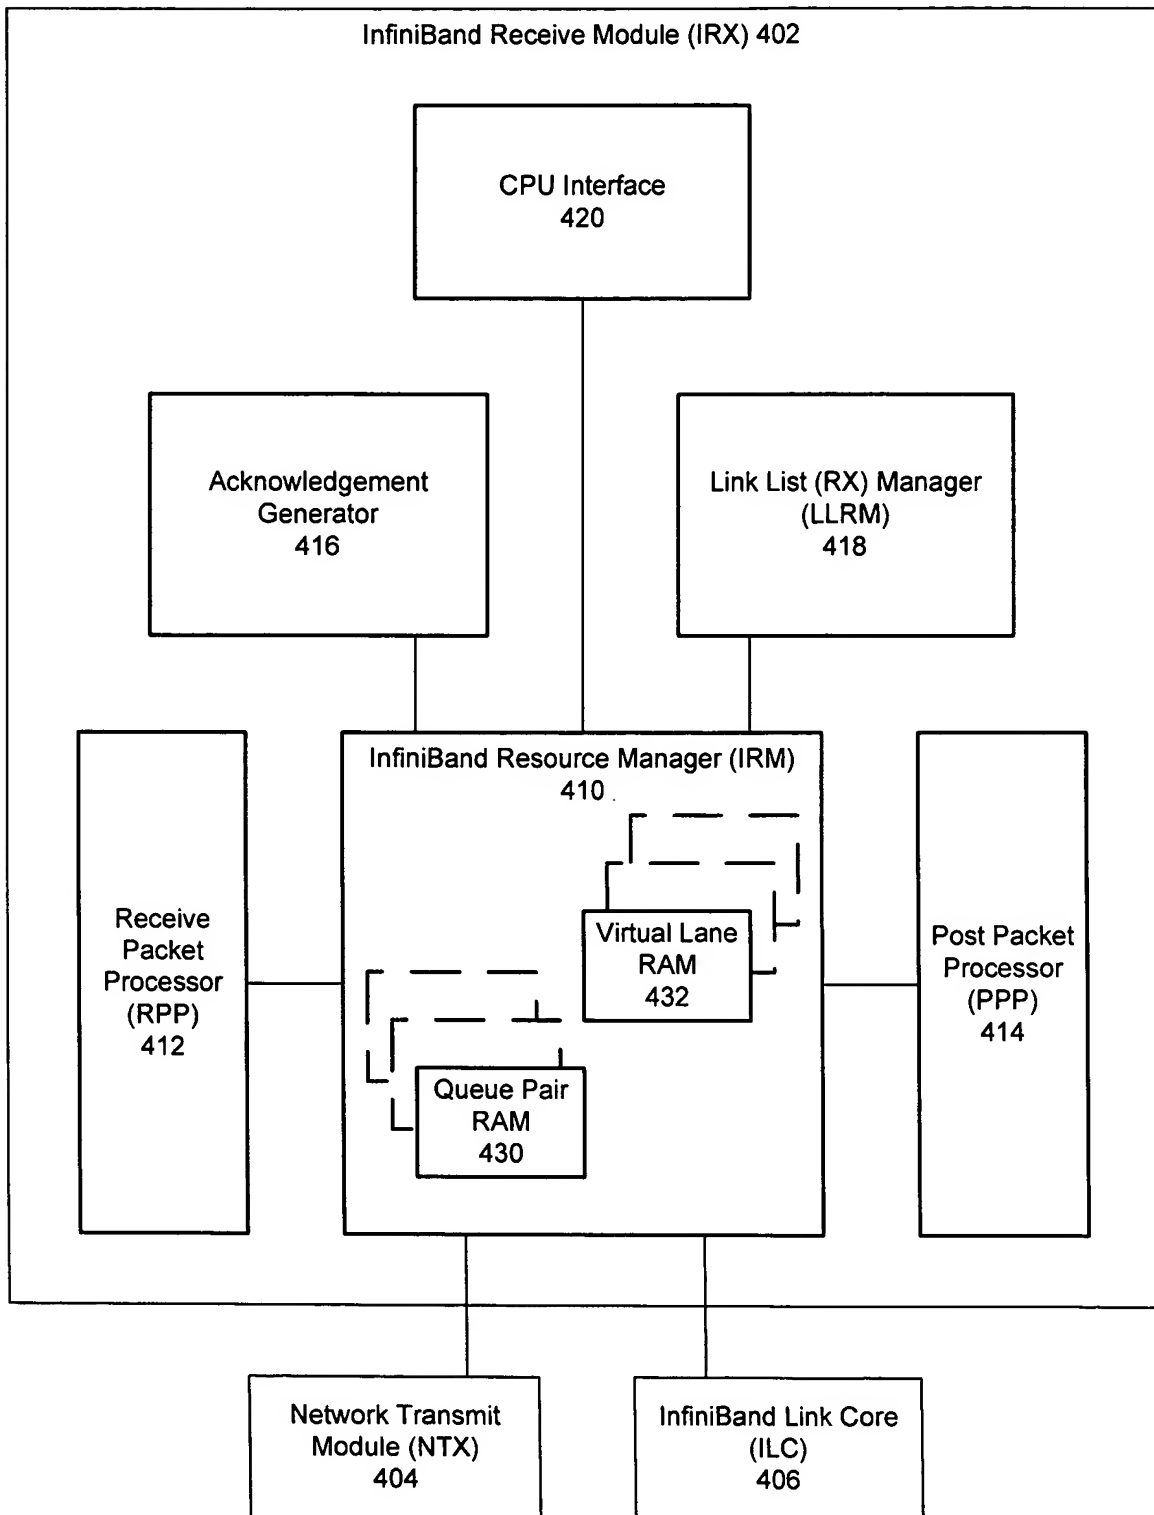 InfiniBand Receive Module (IRX) 402
CPU Interface
420
Acknowledgement
Generator
416
Link List (RX) Manager
(LLRM)
418
InfiniBand Resource Manager (IRM)
410
Receive
Packet
Processor
(RPP)
412
Virtual Lane
RAM
432
Queue Pair
RAM
430
Post Packet
Processor
(PPP)
414
Network Transmit
Module (NTX)
404
InfiniBand Link Core
(ILC)
406